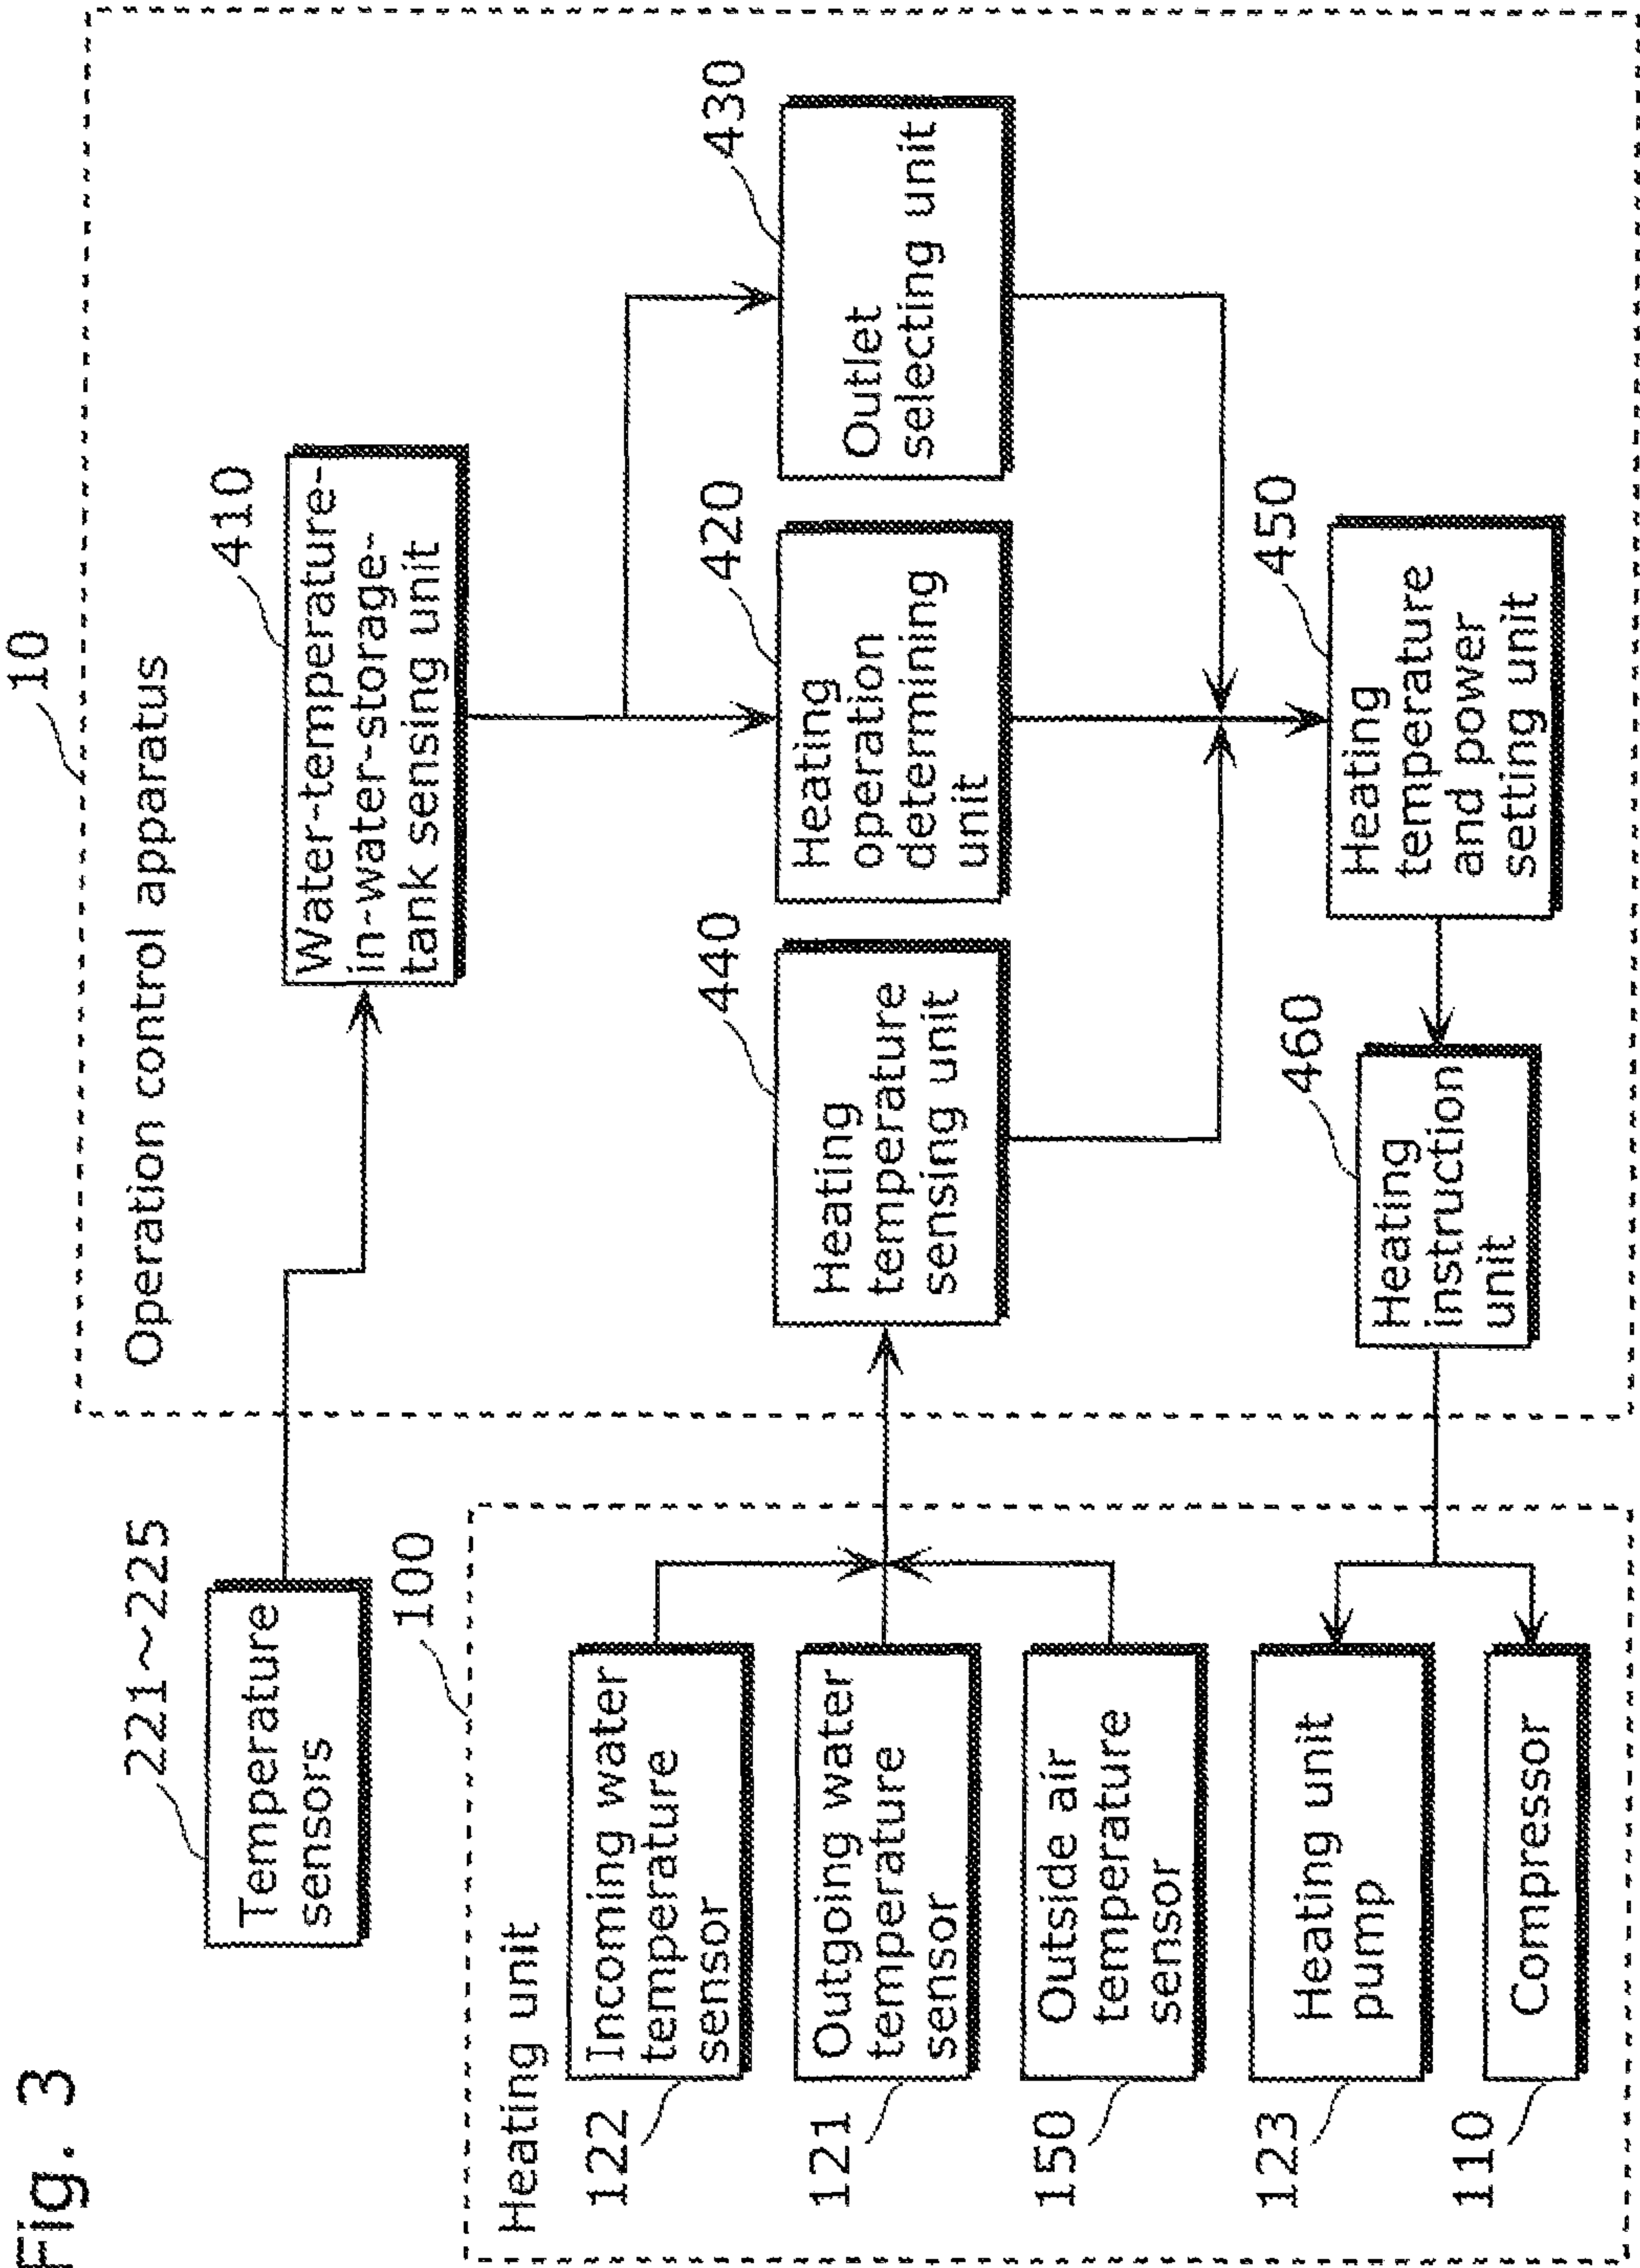 Fig. 3
10
Operation control apparatus
221～225
Temperature
sensors
410
Water-temperature-
in-water-storage-
tank sensing unit
100
Heating unit
122
Incoming water
temperature
sensor
121
Outgoing water
temperature
sensor
150
Outside air
temperature
sensor
123
Heating unit
pump
110
Compressor
440
Heating
temperature
sensing unit
420
Heating
operation
determining
unit
430
Outlet
selecting unit
460
Heating
instruction
unit
450
Heating
temperature
and power
setting unit